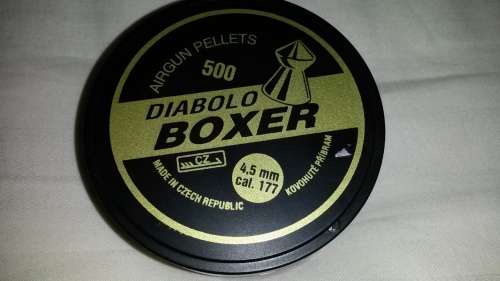 AIRGUN PELLETS
500
DIABOLO
BOXER
CZ
4,5 mm
cal. 177
MADE IN CZECH REPUBLIC
KOVOHUTĚ PŘÍBRAM